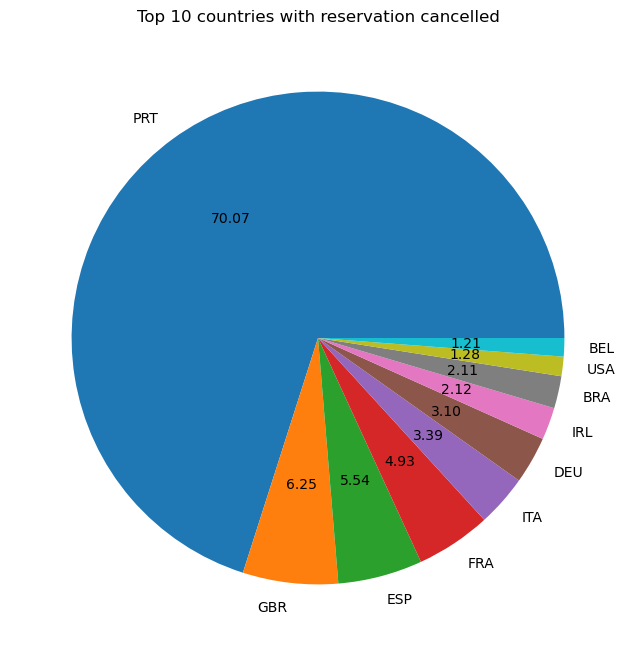 Top 10 countries with reservation cancelled
PRT
70.07
1.21
BEL
1.28
USA
2.11
BRA
2.12
IRL
3.10
DEU
3.39
ITA
4.93
FRA
5.54
ESP
6.25
GBR